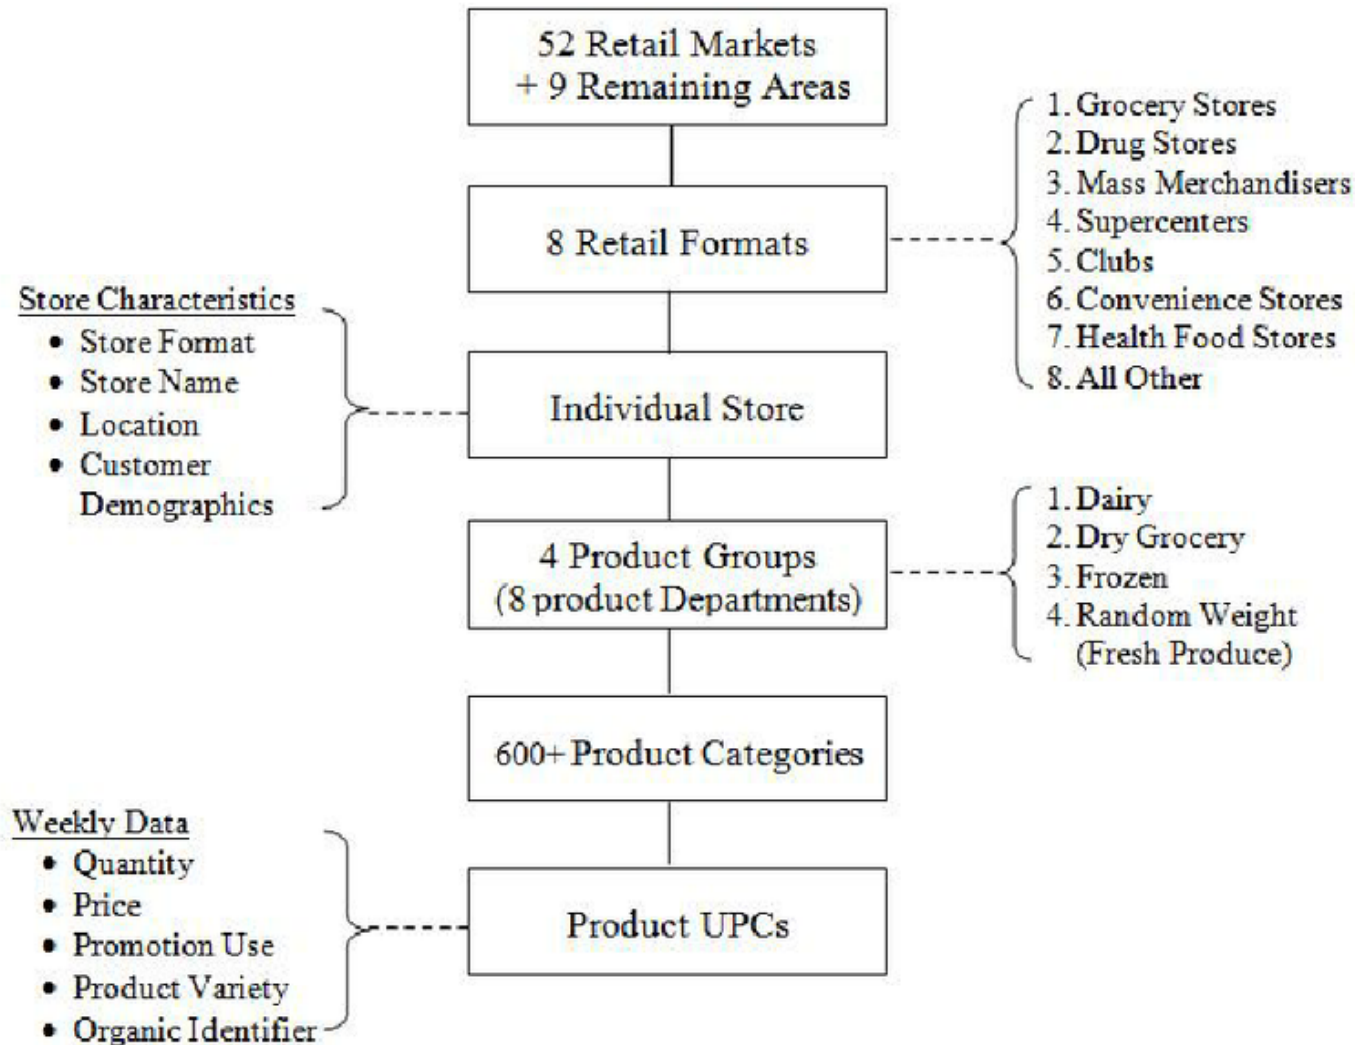 52 Retail Markets
+ 9 Remaining Areas
1. Grocery Stores
2. Drug Stores
3. Mass Merchandisers
4. Supercenters
5. Clubs
6. Convenience Stores
7. Health Food Stores
8. All Other
8 Retail Formats
Store Characteristics
• Store Format
• Store Name
• Location
• Customer
Demographics
Individual Store
4 Product Groups
(8 product Departments)
1. Dairy
2. Dry Grocery
3. Frozen
4. Random Weight
(Fresh Produce)
600+ Product Categories
Weekly Data
• Quantity
• Price
• Promotion Use
• Product Variety
• Organic Identifier
Product UPCs